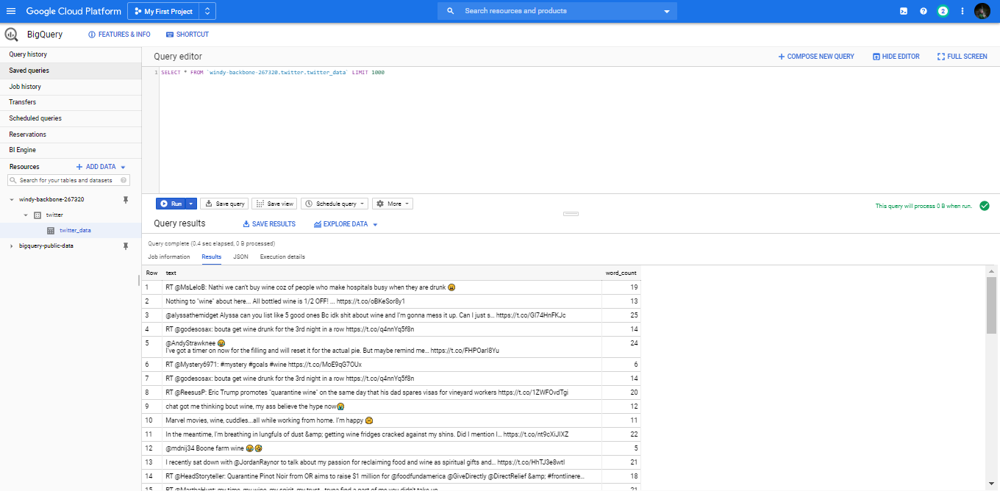 Google Cloud Platform My First Project Search resources and products 2
BigQuery FEATURES & INFO SHORTCUT
Query history
Saved queries
Job history
Transfers
Scheduled queries
Reservations
BI Engine
Resources ADD DATA
Search for your tables and datasets
windy-backbone-267320
twitter
twitter_data
bigquery-public-data
Query editor COMPOSE NEW QUERY HIDE EDITOR FULL SCREEN
1 SELECT * FROM `windy-backbone-267320.twitter.twitter_data` LIMIT 1000
Run Save query Save view Schedule query More This query will process 0 B when run.
Query results SAVE RESULTS EXPLORE DATA
Query complete (0.4 sec elapsed, 0 B processed)
Job information Results JSON Execution details
Row text word_count
1 RT @MsLeloB: Nathi we can't buy wine coz of people who make hospitals busy when they are drunk 19
2 Nothing to "wine" about here... All bottled wine is 1/2 OFF! ... https://t.co/oBKeSor8y1 13
3 @alyssathemidget Alyssa can you list like 5 good ones Bc idk shit about wine and I'm gonna mess it up. Can I just s... https://t.co/GI74HnFKJc 25
4 RT @godesosax: bouta get wine drunk for the 3rd night in a row https://t.co/q4nnYq5f8n 14
5 @AndyStrawknee 24
I've got a timer on now for the filling and will reset it for the actual pie. But maybe remind me... https://t.co/FHPOarI8Yu
6 RT @Mystery6971: #mystery #goals #wine https://t.co/MoE9qG7OUx 6
7 RT @godesosax: bouta get wine drunk for the 3rd night in a row https://t.co/q4nnYq5f8n 14
8 RT @ReesusP: Eric Trump promotes "quarantine wine" on the same day that his dad spares visas for vineyard workers https://t.co/1ZWFOvdTgi 20
9 chat got me thinking bout wine, my ass believe the hype now 12
10 Marvel movies, wine, cuddles....all while working from home. I'm happy 11
11 In the meantime, I'm breathing in lungfuls of dust &amp; getting wine fridges cracked against my shins. Did I mention I... https://t.co/nt9cXiJIXZ 22
12 @mdnij34 Boone farm wine 5
13 I recently sat down with @JordanRaynor to talk about my passion for reclaiming food and wine as spiritual gifts and... https://t.co/HhTJ3e8wtI 21
14 RT @HeadStoryteller: Quarantine Pinot Noir from OR aims to raise $1 million for @foodfundamerica @GiveDirectly @DirectRelief &amp; #frontlinere... 18
15 RT @MarthaHunt: my time, my wine, my spirit, my trust.. tryna find a part of me you didn't take up 21